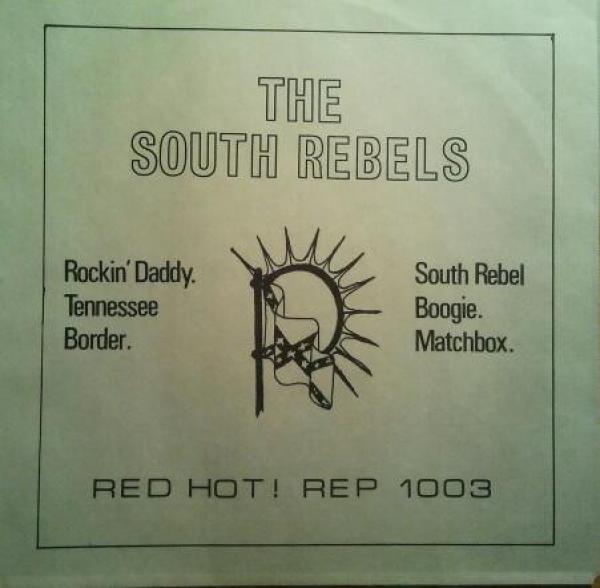 THE
SOUTH REBELS
Rockin' Daddy.
Tennessee
Border.
South Rebel
Boogie.
Matchbox.
RED HOT! REP 1003